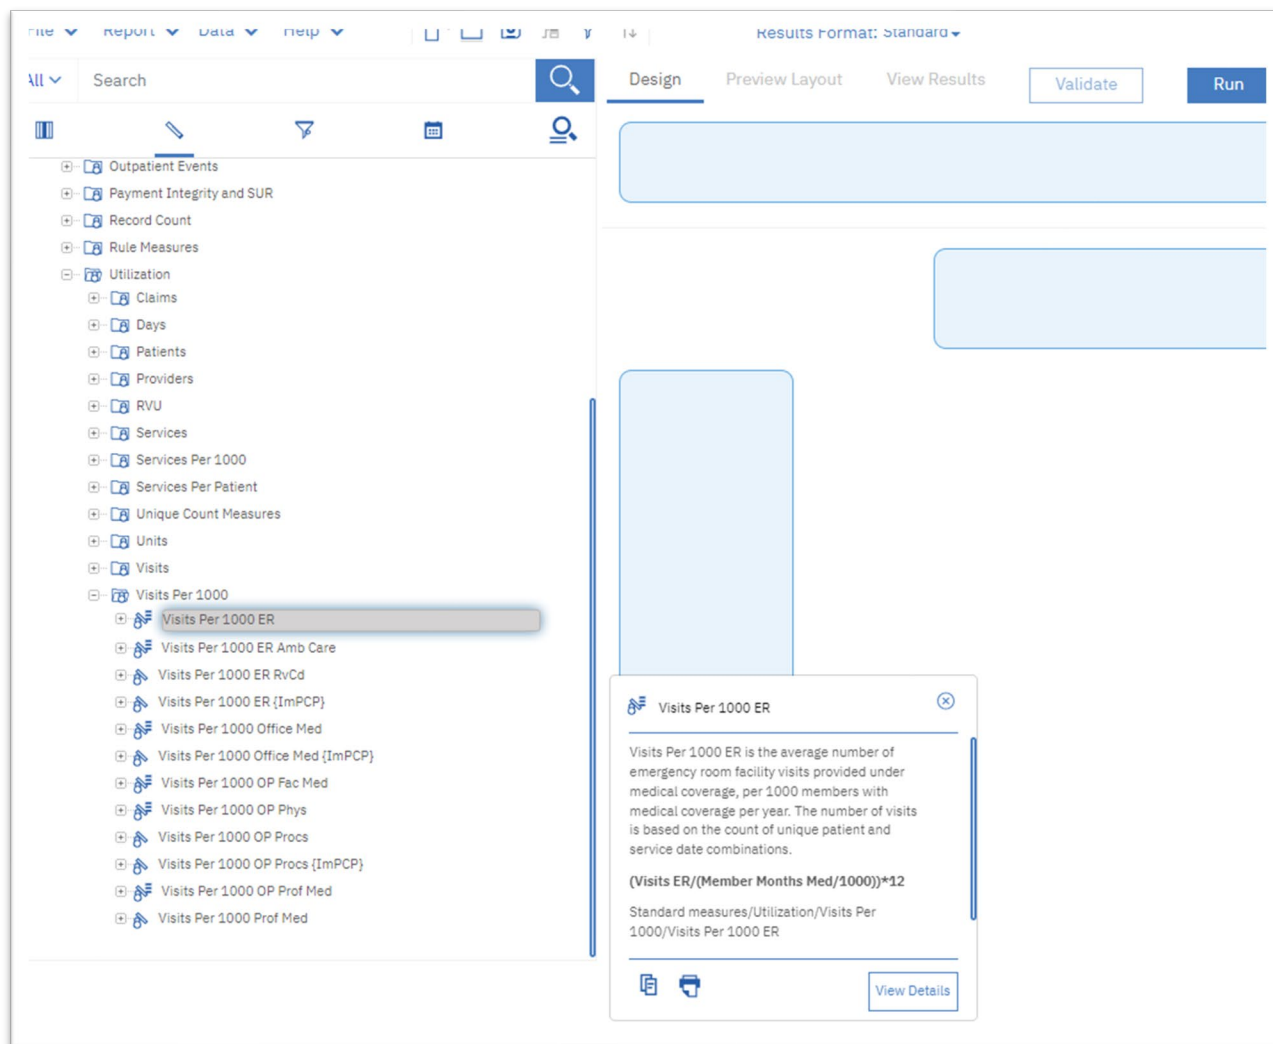 File Report Data Help Results Format: Standard
All Search
Design Preview Layout View Results Validate Run
Outpatient Events
Payment Integrity and SUR
Record Count
Rule Measures
Utilization
Claims
Days
Patients
Providers
RVU
Services
Services Per 1000
Services Per Patient
Unique Count Measures
Units
Visits
Visits Per 1000
Visits Per 1000 ER
Visits Per 1000 ER Amb Care
Visits Per 1000 ER RvCd
Visits Per 1000 ER {ImPCP}
Visits Per 1000 Office Med
Visits Per 1000 Office Med {ImPCP}
Visits Per 1000 OP Fac Med
Visits Per 1000 OP Phys
Visits Per 1000 OP Procs
Visits Per 1000 OP Procs {ImPCP}
Visits Per 1000 OP Prof Med
Visits Per 1000 Prof Med
Visits Per 1000 ER
Visits Per 1000 ER is the average number of
emergency room facility visits provided under
medical coverage, per 1000 members with
medical coverage per year. The number of visits
is based on the count of unique patient and
service date combinations.
(Visits ER/(Member Months Med/1000))*12
Standard measures/Utilization/Visits Per
1000/Visits Per 1000 ER
View Details